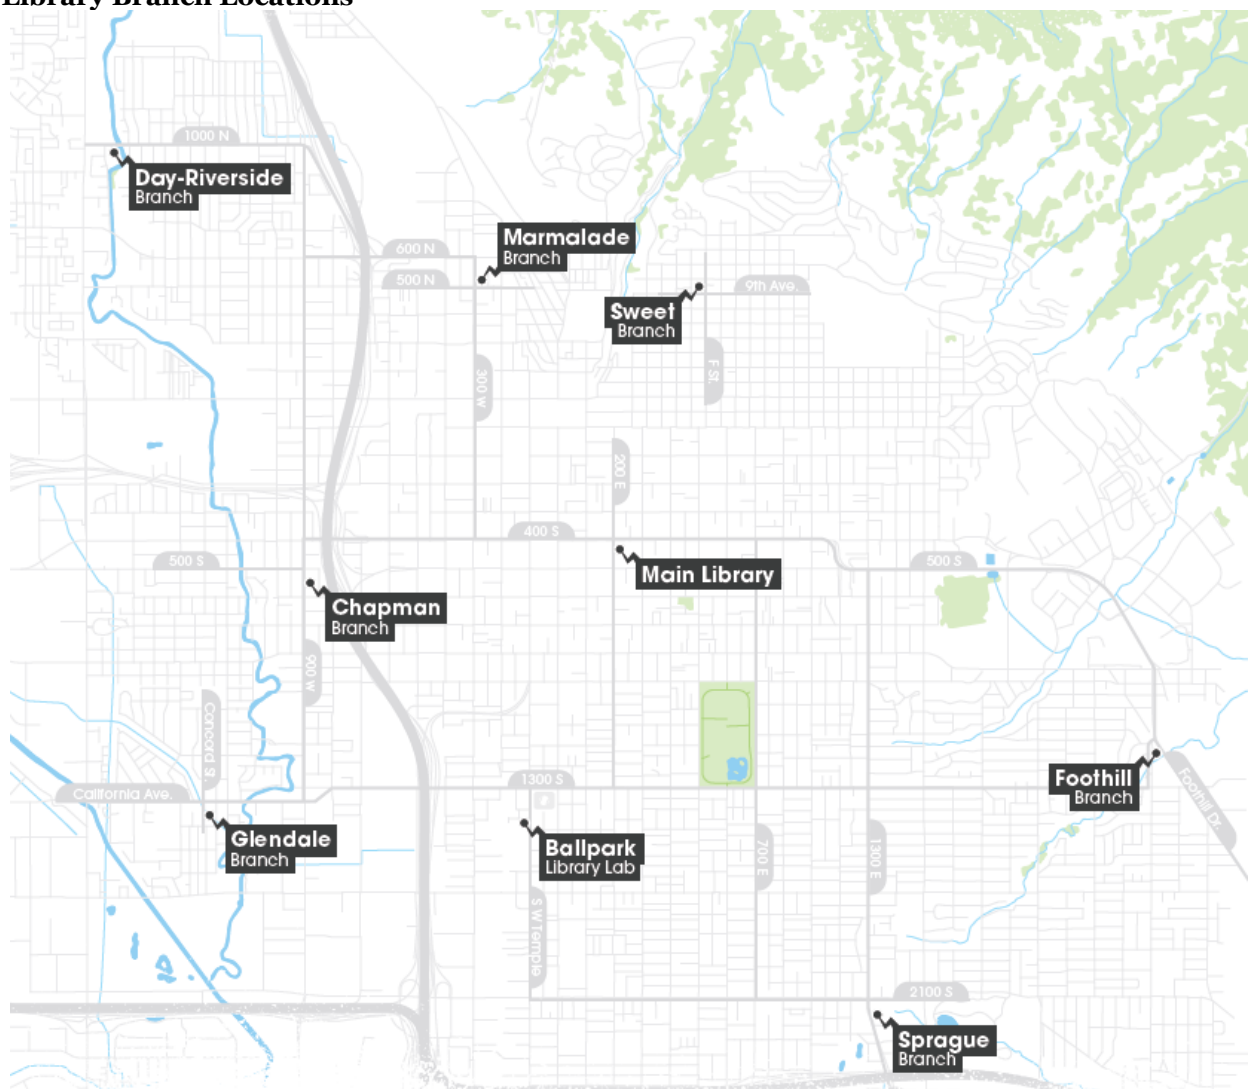 Library Branch Locations
1000 N
Day-Riverside
Branch
Marmalade
Branch
600 N
500 N
9th Ave.
Sweet
Branch
F St.
300 W
200 E
400 S
500 S
500 S
Main Library
Chapman
Branch
900 W
Concord St.
California Ave.
1300 S
Foothill
Branch
Foothill Dr.
Glendale
Branch
Ballpark
Library Lab
700 E
1300 E
S W Temple
2100 S
Sprague
Branch